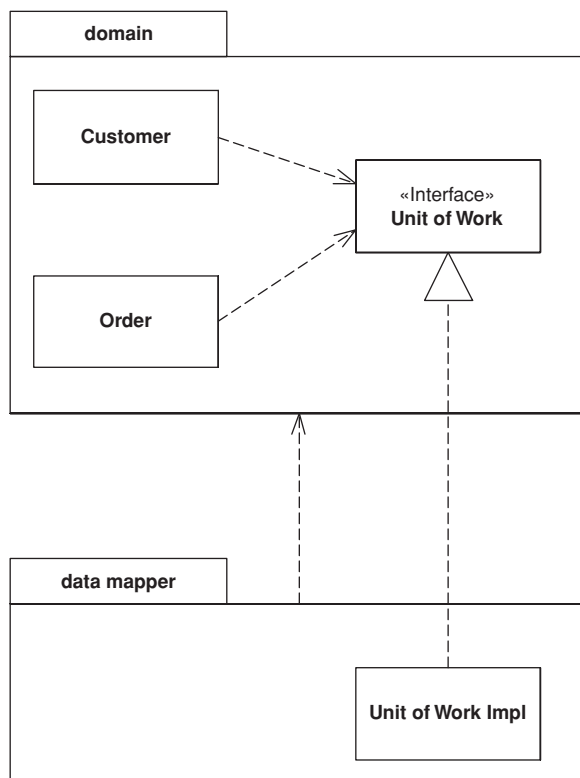 domain
Customer
«Interface»
Unit of Work
Order
data mapper
Unit of Work Impl